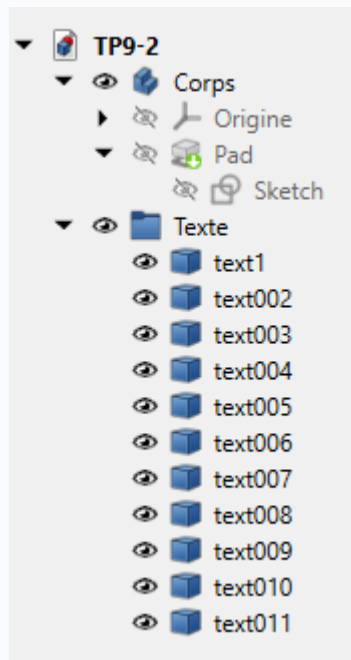 TP9-2
Corps
Origine
Pad
Sketch
Texte
text1
text002
text003
text004
text005
text006
text007
text008
text009
text010
text011